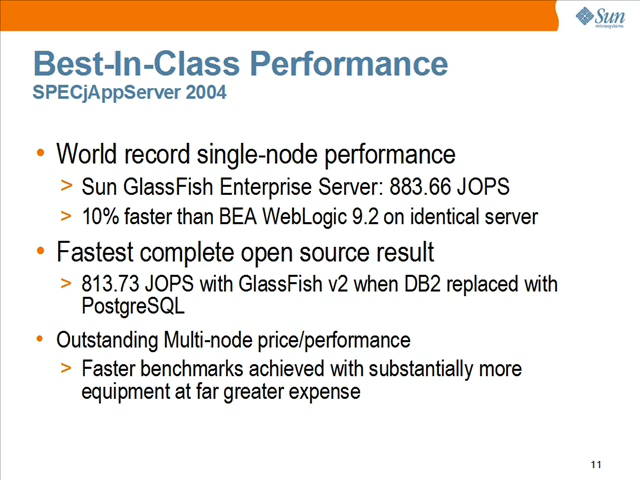 Sun
microsystems
Best-In-Class Performance
SPECjAppServer 2004
• World record single-node performance
> Sun GlassFish Enterprise Server: 883.66 JOPS
> 10% faster than BEA WebLogic 9.2 on identical server
• Fastest complete open source result
> 813.73 JOPS with GlassFish v2 when DB2 replaced with
PostgreSQL
• Outstanding Multi-node price/performance
> Faster benchmarks achieved with substantially more
equipment at far greater expense
11